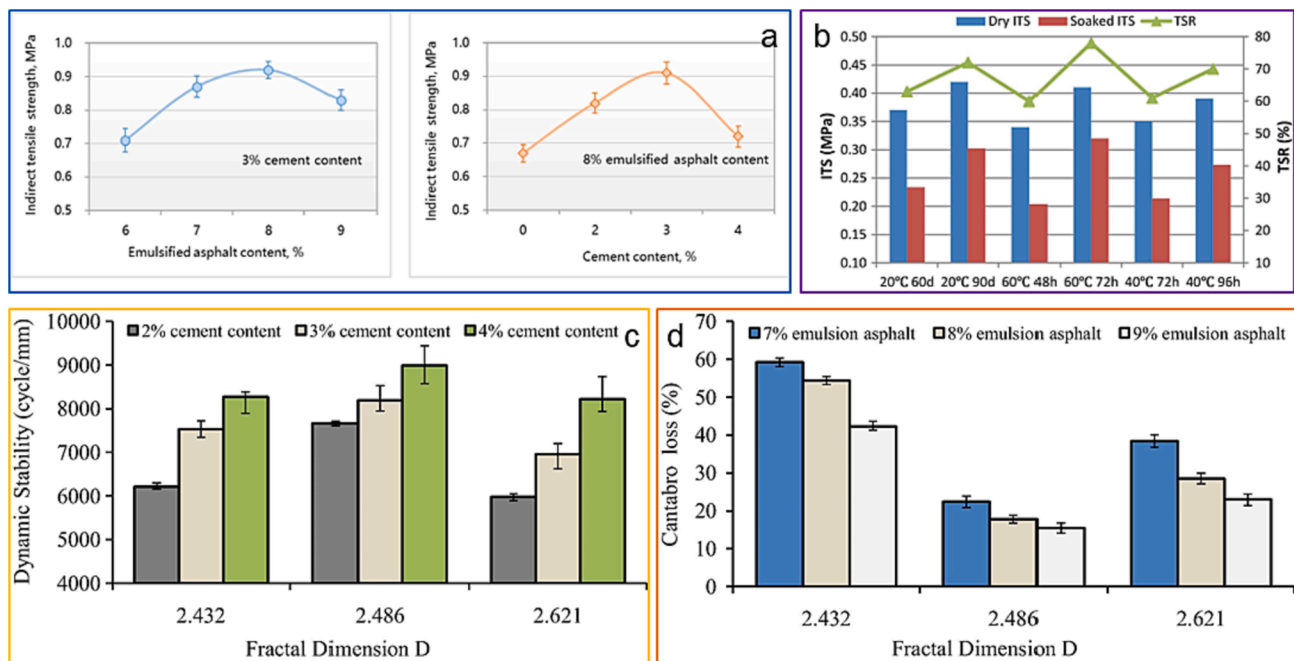 a
Indirect tensile strength, MPa
1.0
0.9
0.8
0.7
0.6
0.5
3% cement content
6 7 8 9
Emulsified asphalt content, %
Indirect tensile strength, MPa
1.0
0.9
0.8
0.7
0.6
0.5
8% emulsified asphalt content
0 2 3 4
Cement content, %
b
Dry ITS Soaked ITS TSR
ITS (MPa)
0.50
0.45
0.40
0.35
0.30
0.25
0.20
0.15
0.10
TSR (%)
80
70
60
50
40
30
20
10
20℃ 60d 20℃ 90d 60℃ 48h 60℃ 72h 40℃ 72h 40℃ 96h
c
2% cement content 3% cement content 4% cement content
Dynamic Stability (cycle/mm)
10000
9000
8000
7000
6000
5000
4000
2.432 2.486 2.621
Fractal Dimension D
d
7% emulsion asphalt 8% emulsion asphalt 9% emulsion asphalt
Cantabro loss (%)
70
60
50
40
30
20
10
0
2.432 2.486 2.621
Fractal Dimension D